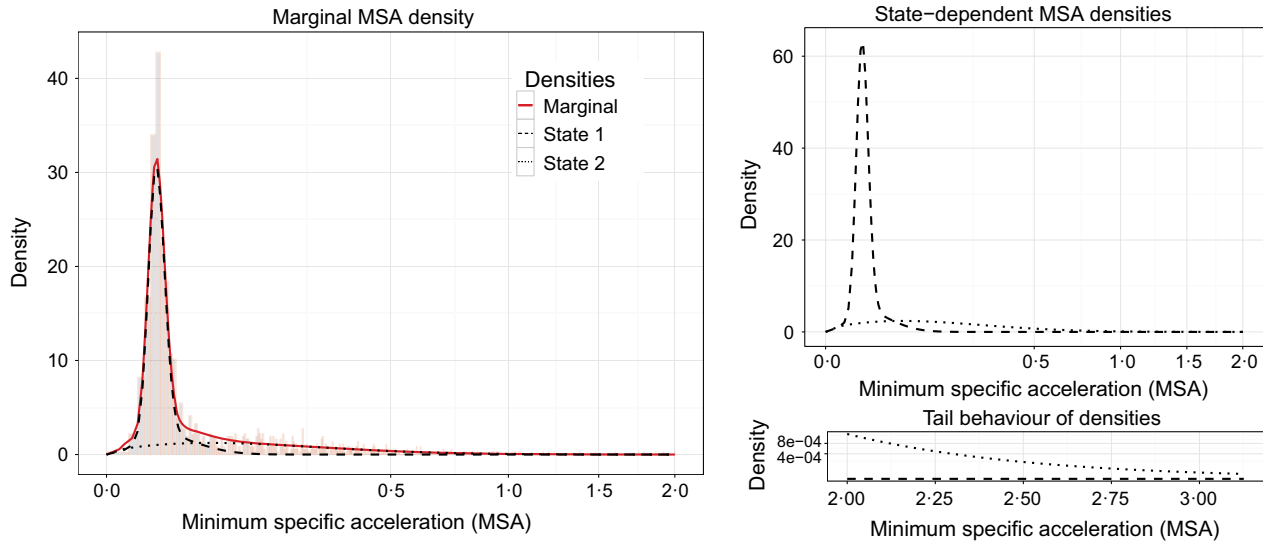 Marginal MSA density
Density
40
30
20
10
0
Densities
Marginal
State 1
State 2
0·0
0·5
1·0
1·5
2·0
Minimum specific acceleration (MSA)
State−dependent MSA densities
Density
60
40
20
0
0·0
0·5
1·0
1·5
2·0
Minimum specific acceleration (MSA)
Tail behaviour of densities
Density
8e−04
4e−04
2·00
2·25
2·50
2·75
3·00
Minimum specific acceleration (MSA)